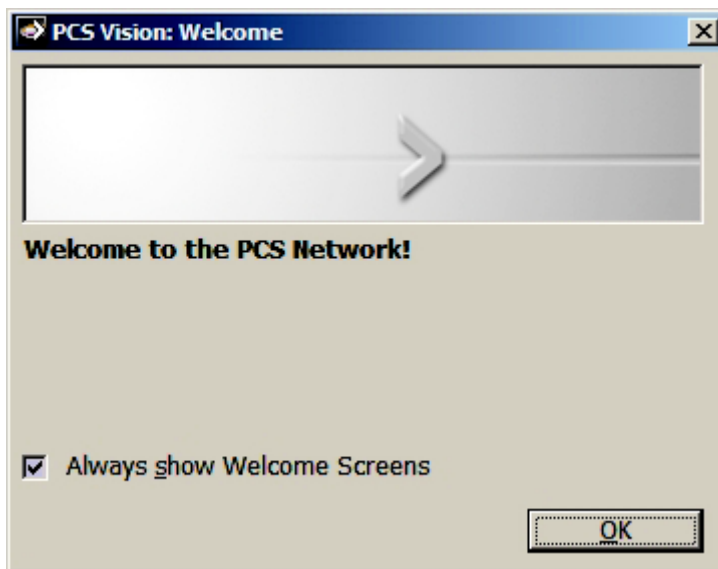 PCS Vision: Welcome
Welcome to the PCS Network!
Always show Welcome Screens
OK